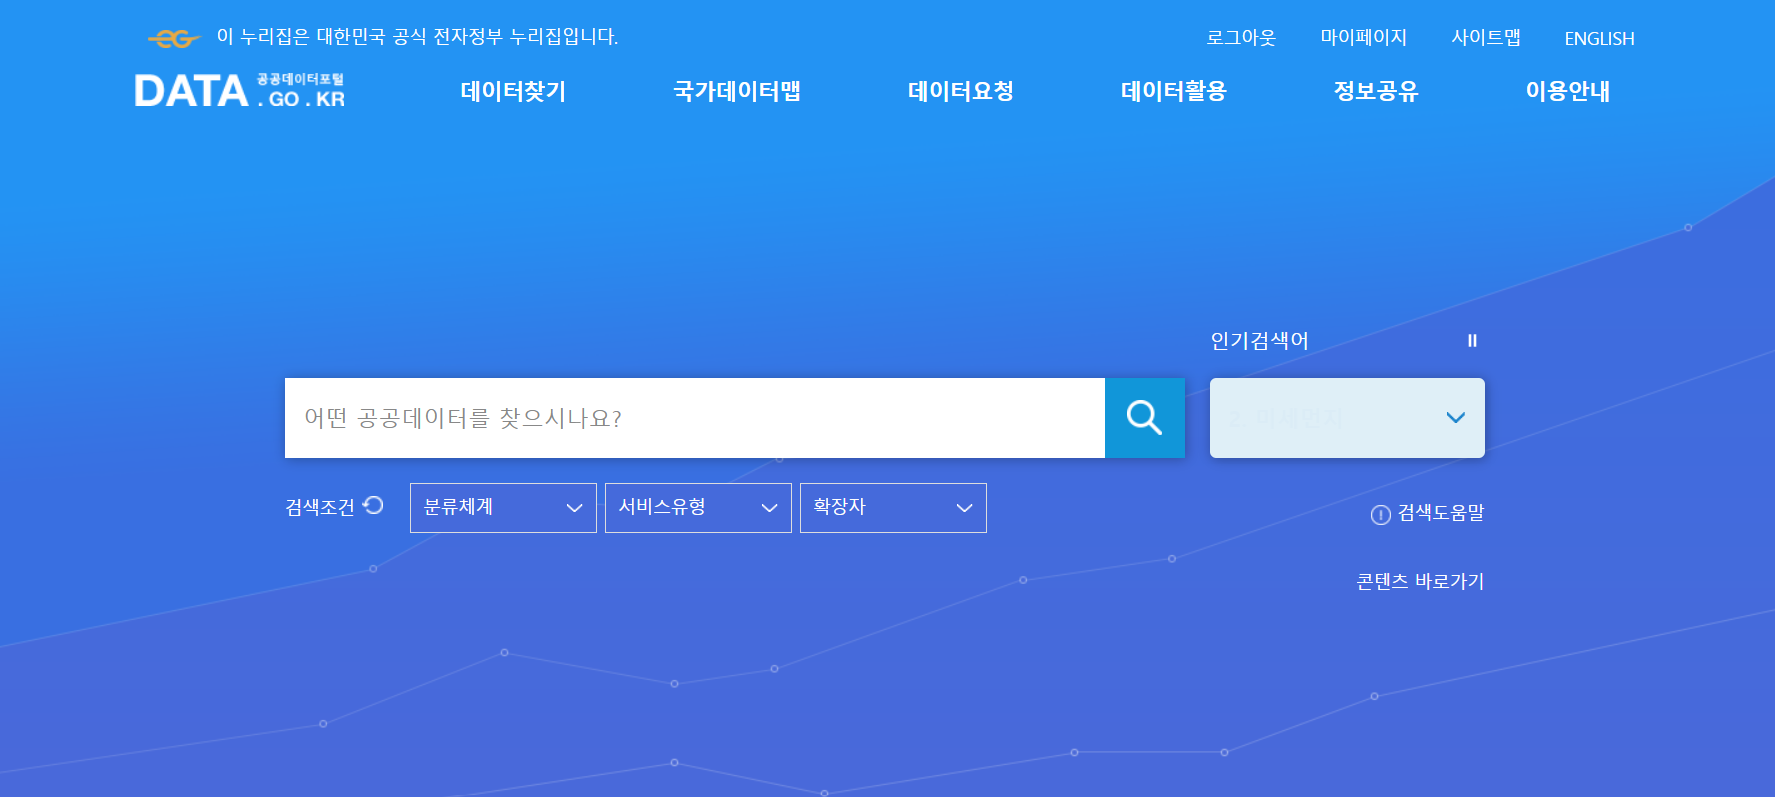 이 누리집은 대한민국 공식 전자정부 누리집입니다.
로그아웃 마이페이지 사이트맵 ENGLISH
DATA 공공데이터포털 .GO.KR
데이터찾기 국가데이터맵 데이터요청 데이터활용 정보공유 이용안내
인기검색어
어떤 공공데이터를 찾으시나요?
2. 미세먼지
검색조건 분류체계 서비스유형 확장자
검색도움말
콘텐츠 바로가기